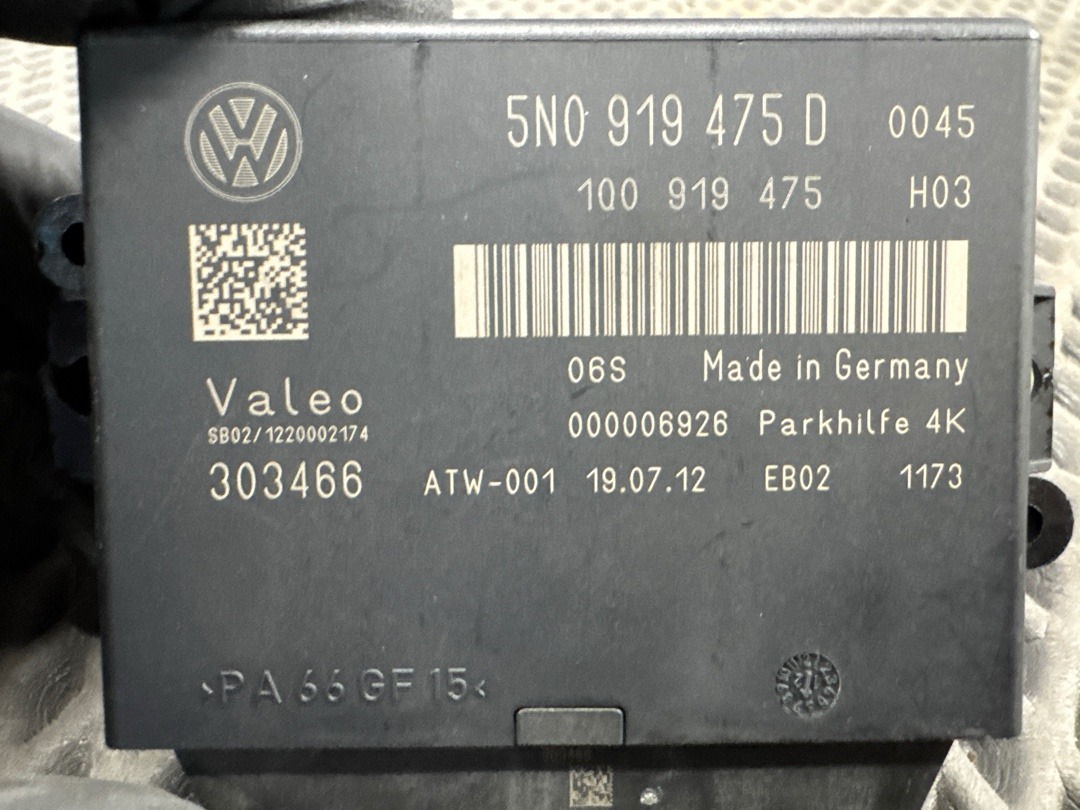 5N0 919 475 D 0045
1Q0 919 475 H03
06S Made in Germany
Valeo
SB02/1220002174
000006926 Parkhilfe 4K
303466 ATW-001 19.07.12 EB02 1173
>PA 66 GF 15<